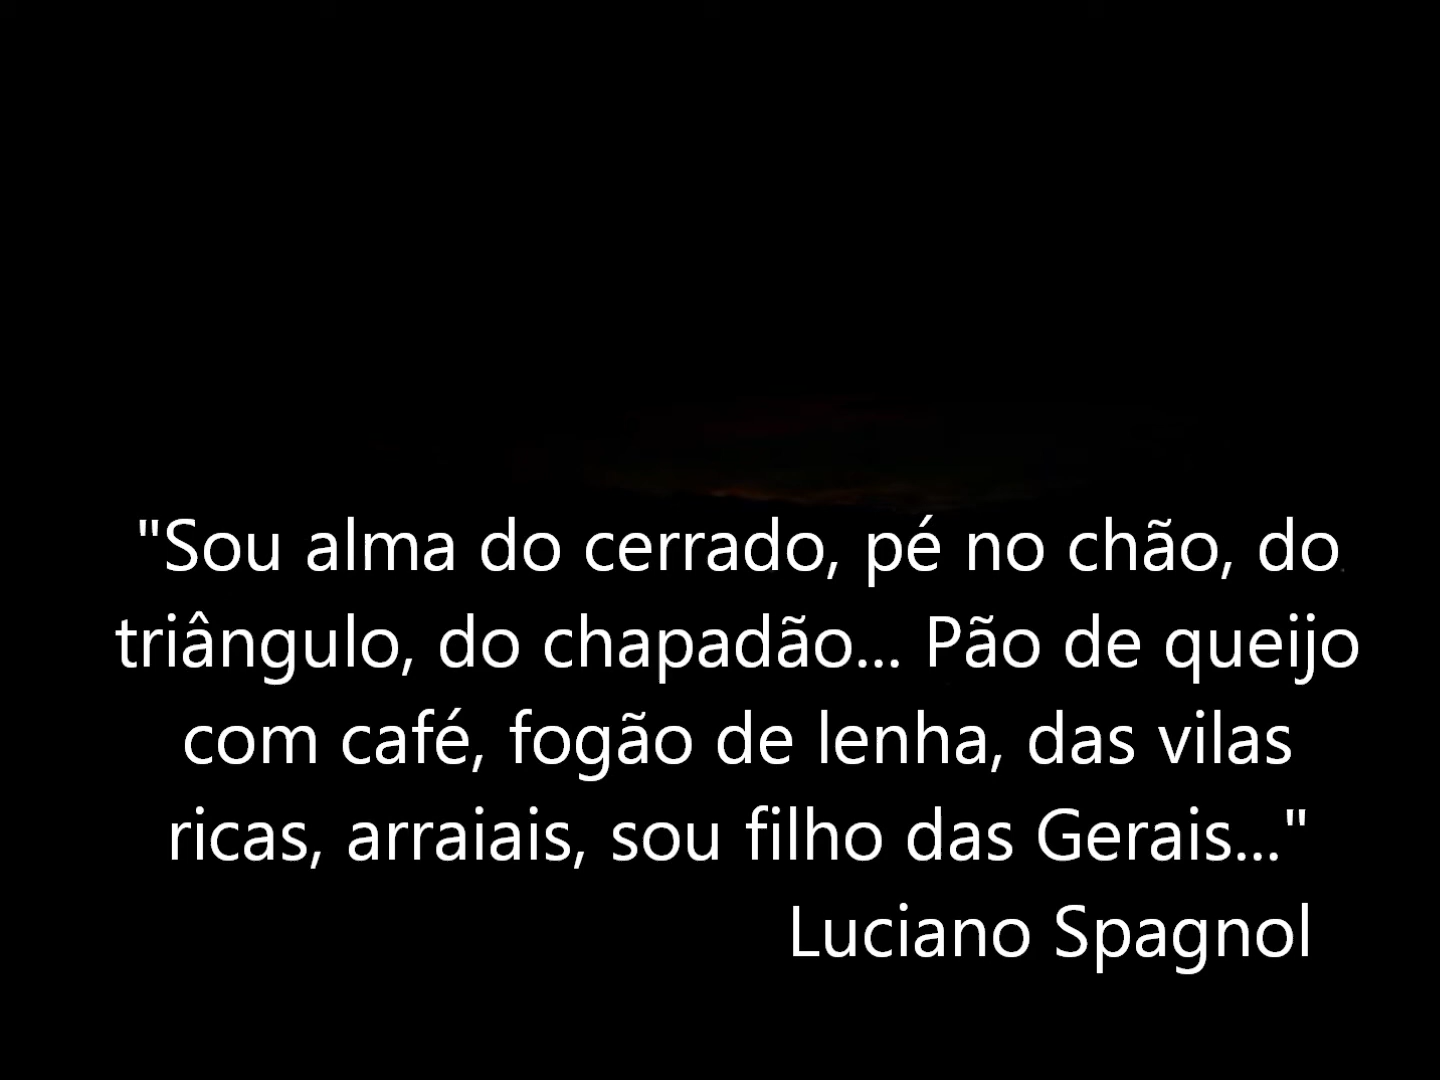 "Sou alma do cerrado, pé no chão, do
triângulo, do chapadão... Pão de queijo
com café, fogão de lenha, das vilas
ricas, arraiais, sou filho das Gerais..."
Luciano Spagnol